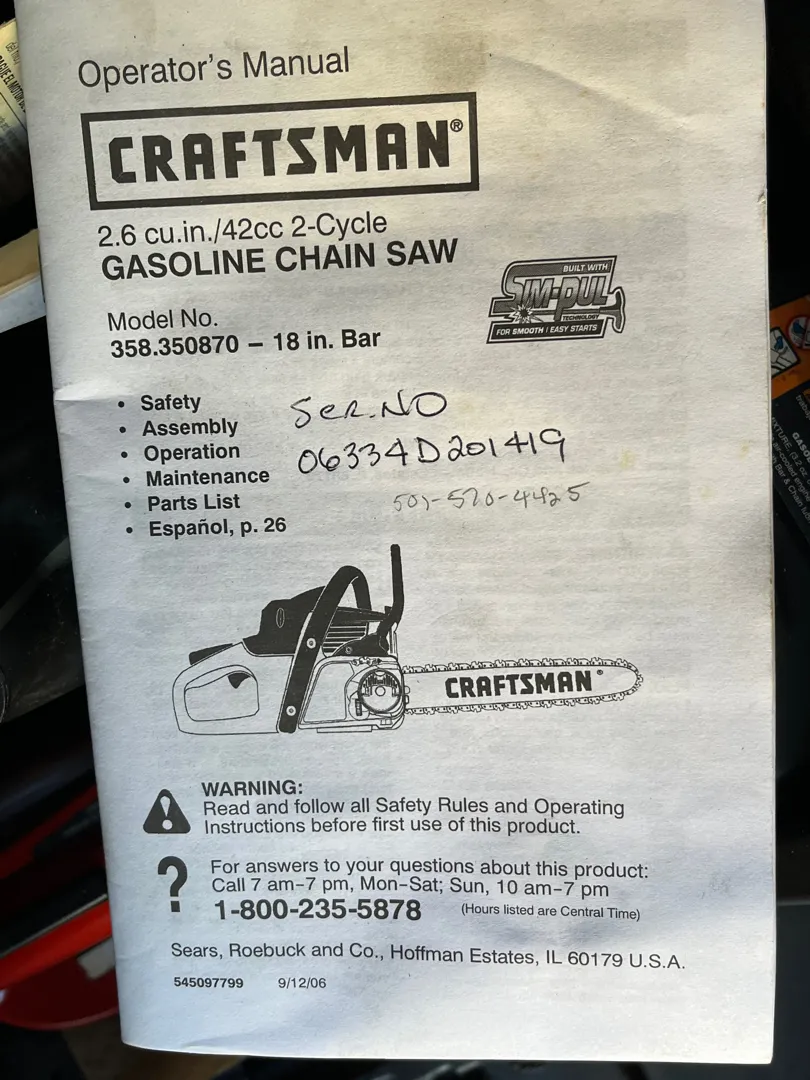 Operator's Manual
CRAFTSMAN®
2.6 cu.in./42cc 2-Cycle
GASOLINE CHAIN SAW
BUILT WITH
SIM-PUL
TECHNOLOGY
FOR SMOOTH / EASY STARTS
Model No.
358.350870 – 18 in. Bar
• Safety
• Assembly
• Operation
• Maintenance
• Parts List
• Español, p. 26
SER.NO
06334D201419
501-520-4425
CRAFTSMAN®
WARNING:
Read and follow all Safety Rules and Operating
Instructions before first use of this product.
? For answers to your questions about this product:
Call 7 am–7 pm, Mon–Sat; Sun, 10 am–7 pm
1-800-235-5878 (Hours listed are Central Time)
Sears, Roebuck and Co., Hoffman Estates, IL 60179 U.S.A.
545097799 9/12/06